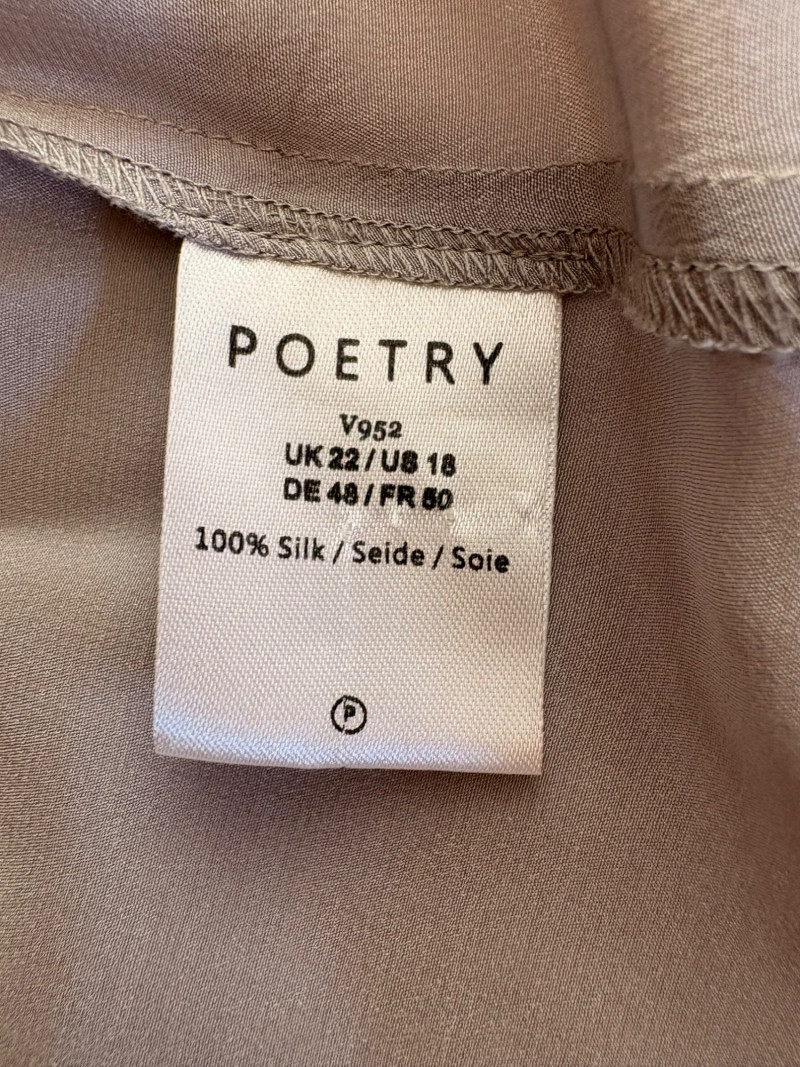 POETRY
V952
UK 22 / US 18
DE 48 / FR 50
100% Silk / Seide / Soie
P